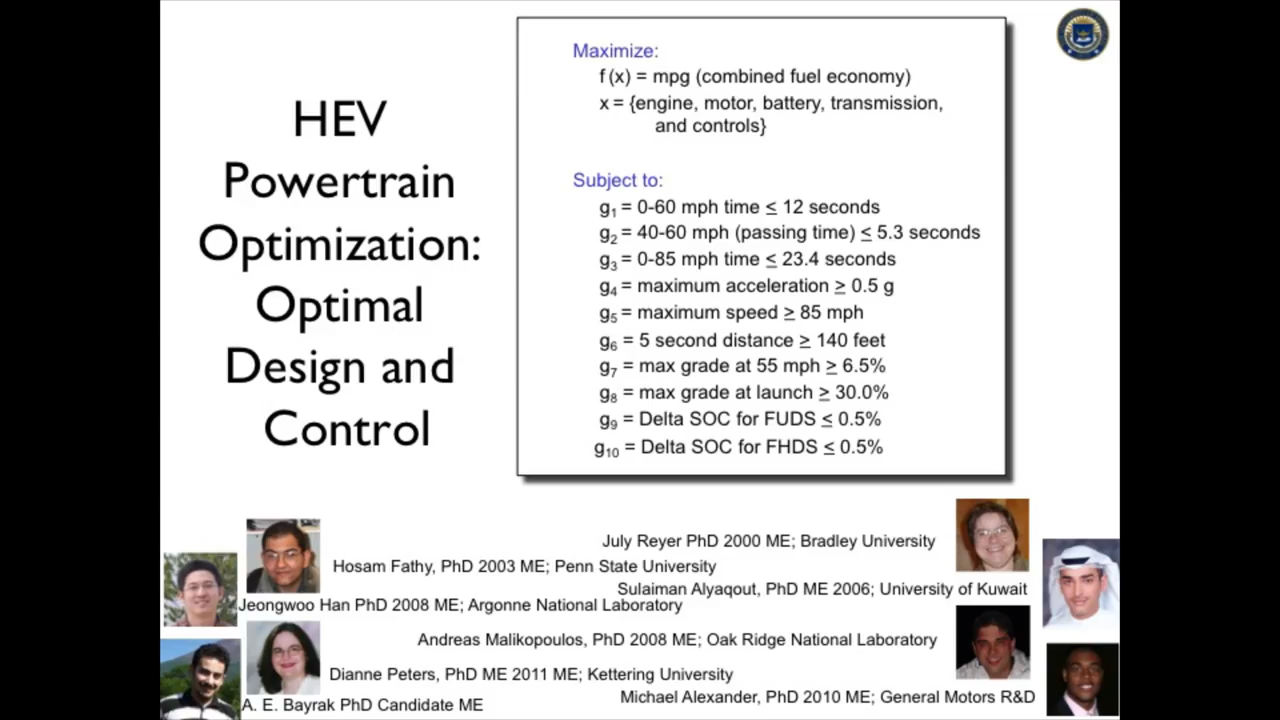 HEV
Powertrain
Optimization:
Optimal
Design and
Control
Maximize:
f (x) = mpg (combined fuel economy)
x = {engine, motor, battery, transmission,
and controls}
Subject to:
g₁ = 0-60 mph time ≤ 12 seconds
g₂ = 40-60 mph (passing time) ≤ 5.3 seconds
g₃ = 0-85 mph time ≤ 23.4 seconds
g₄ = maximum acceleration ≥ 0.5 g
g₅ = maximum speed ≥ 85 mph
g₆ = 5 second distance ≥ 140 feet
g₇ = max grade at 55 mph ≥ 6.5%
g₈ = max grade at launch ≥ 30.0%
g₉ = Delta SOC for FUDS ≤ 0.5%
g₁₀ = Delta SOC for FHDS ≤ 0.5%
July Reyer PhD 2000 ME; Bradley University
Hosam Fathy, PhD 2003 ME; Penn State University
Sulaiman Alyaqout, PhD ME 2006; University of Kuwait
Jeongwoo Han PhD 2008 ME; Argonne National Laboratory
Andreas Malikopoulos, PhD 2008 ME; Oak Ridge National Laboratory
Dianne Peters, PhD ME 2011 ME; Kettering University
Michael Alexander, PhD 2010 ME; General Motors R&D
A. E. Bayrak PhD Candidate ME